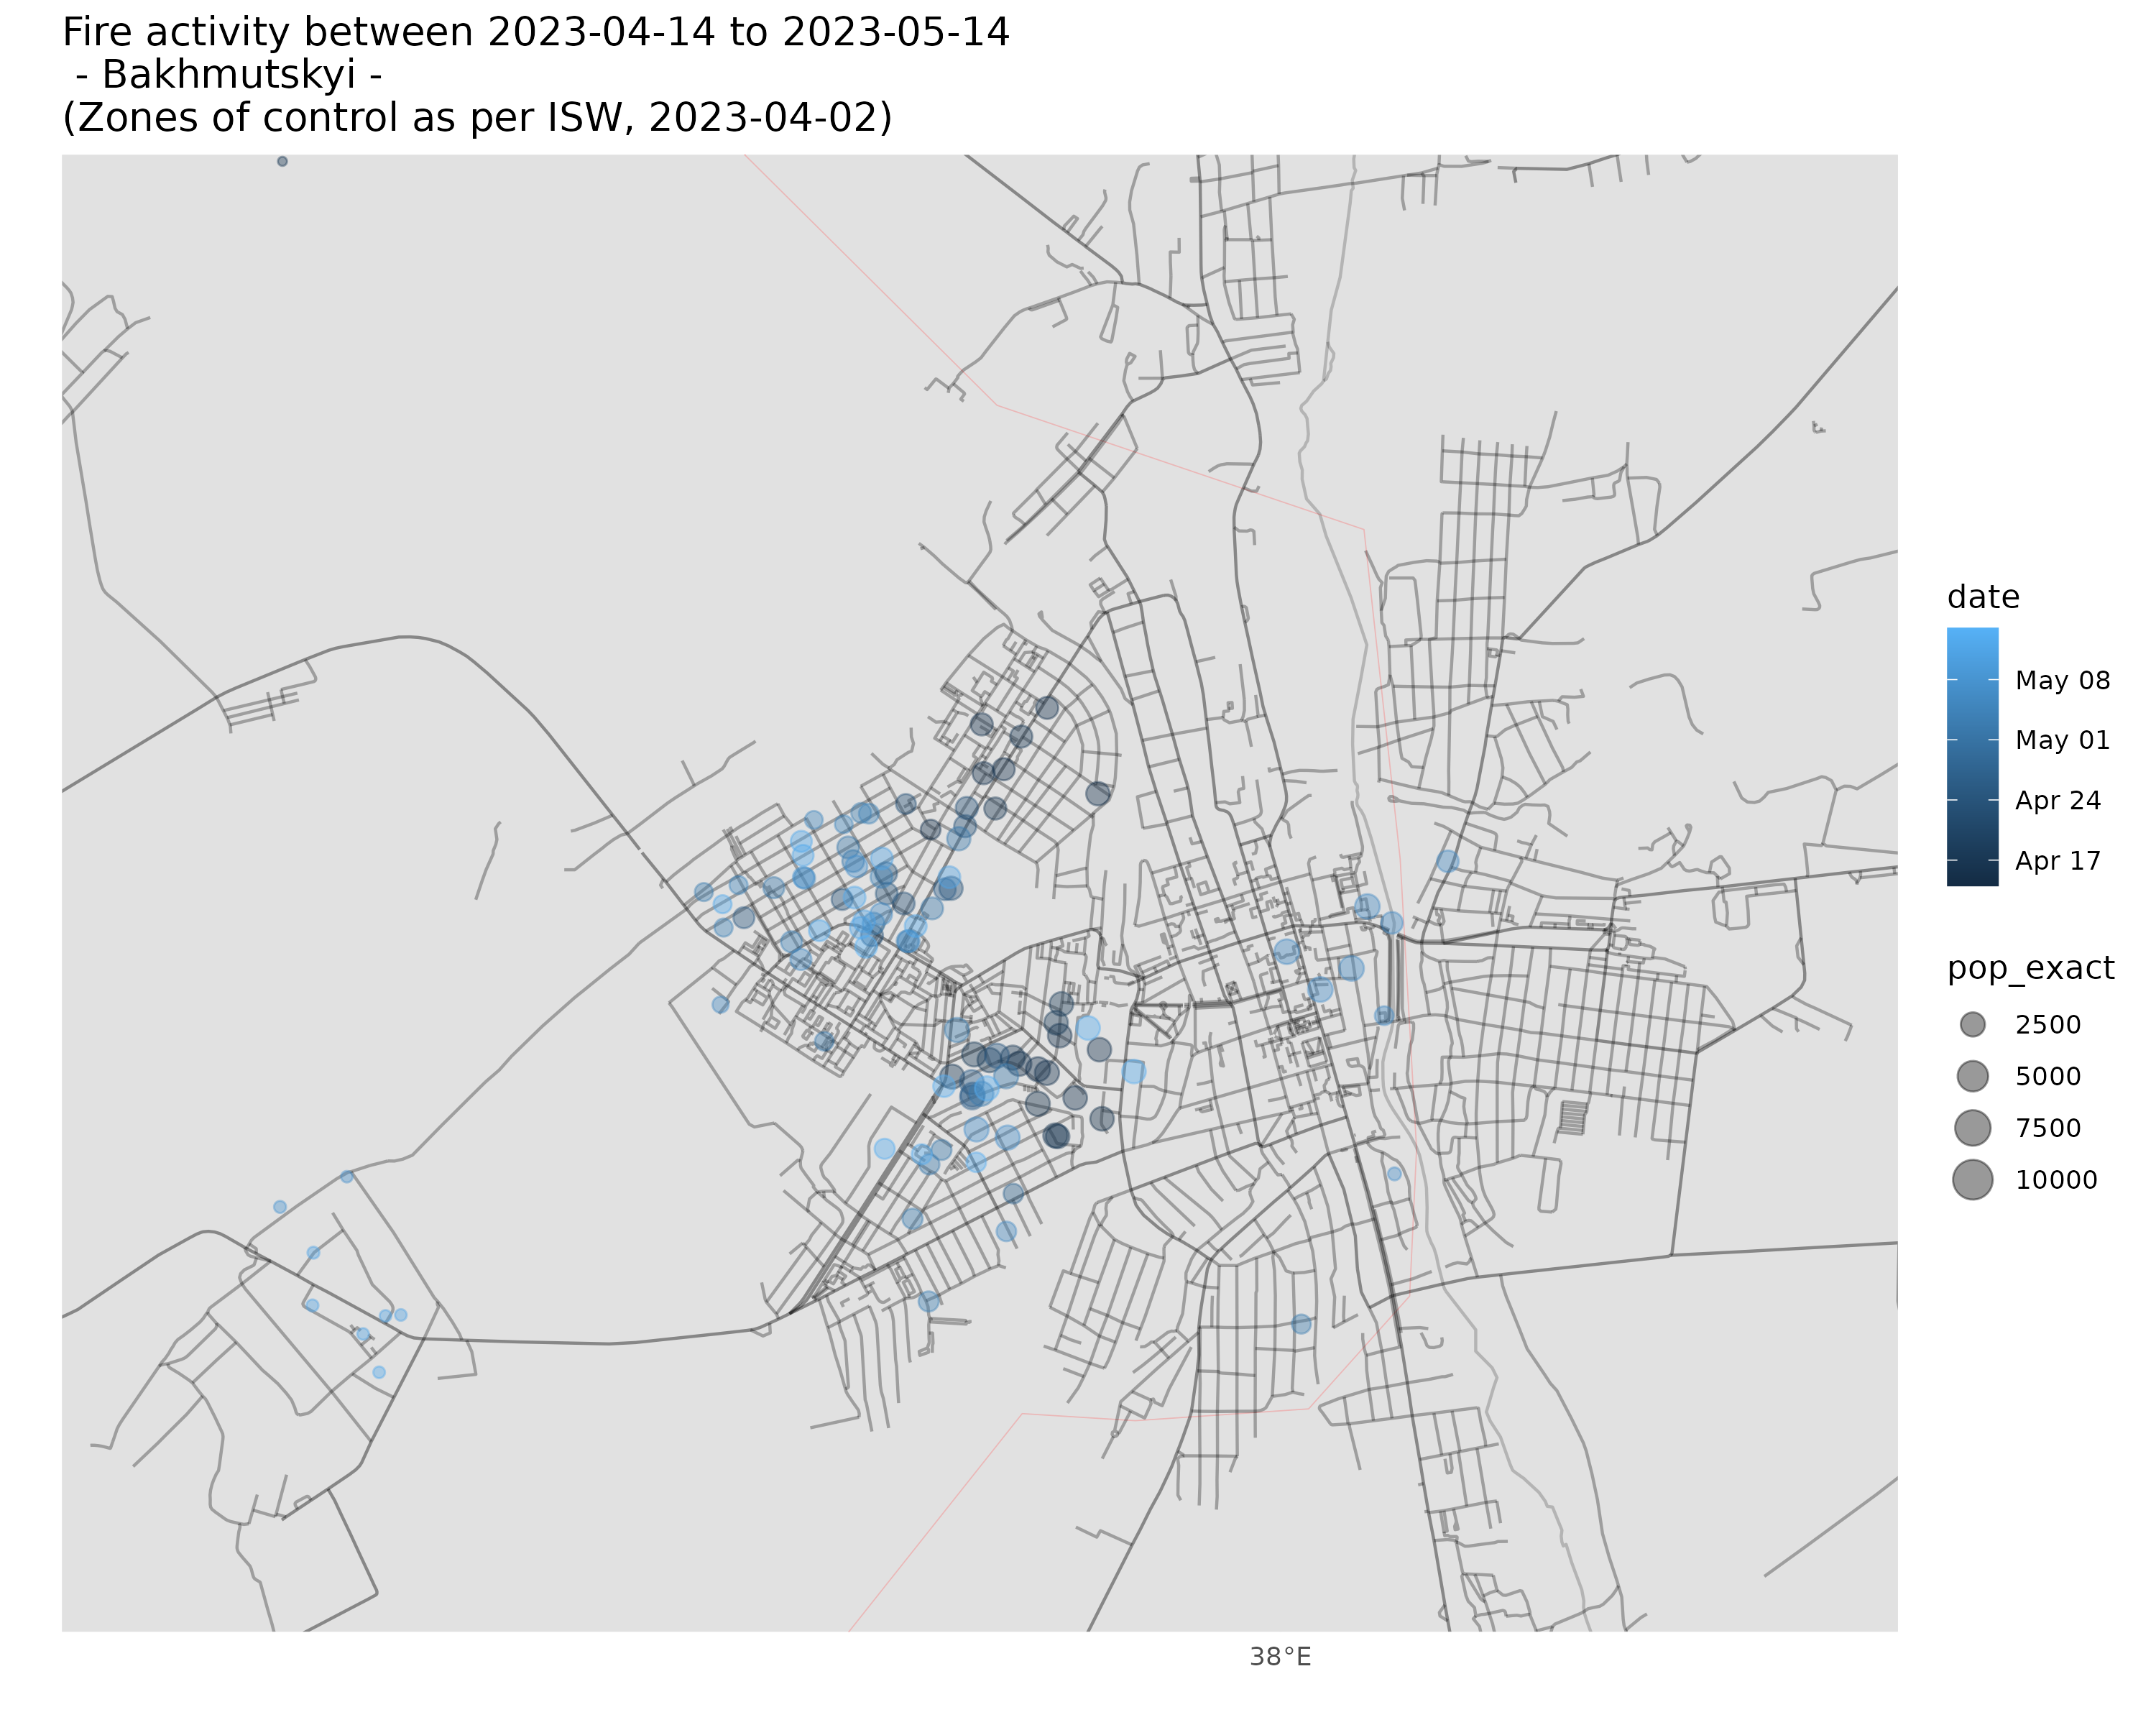 Fire activity between 2023-04-14 to 2023-05-14
- Bakhmutskyi -
(Zones of control as per ISW, 2023-04-02)
date
May 08
May 01
Apr 24
Apr 17
pop_exact
2500
5000
7500
10000
38°E